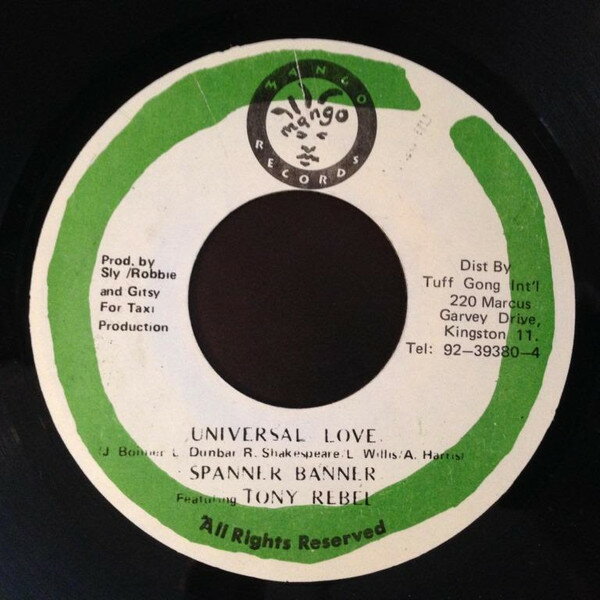 MANGO
mango
RECORDS
Prod. by
Sly /Robbie
and Gitsy
For Taxi
Production
Dist By
Tuff Gong Int'l
220 Marcus
Garvey Drive,
Kingston 11.
Tel: 92-39380-4
UNIVERSAL LOVE
(J Bonner L Dunbar R. Shakespeare/L Willis/A. Harris)
SPANNER BANNER
Featuring TONY REBEL
All Rights Reserved